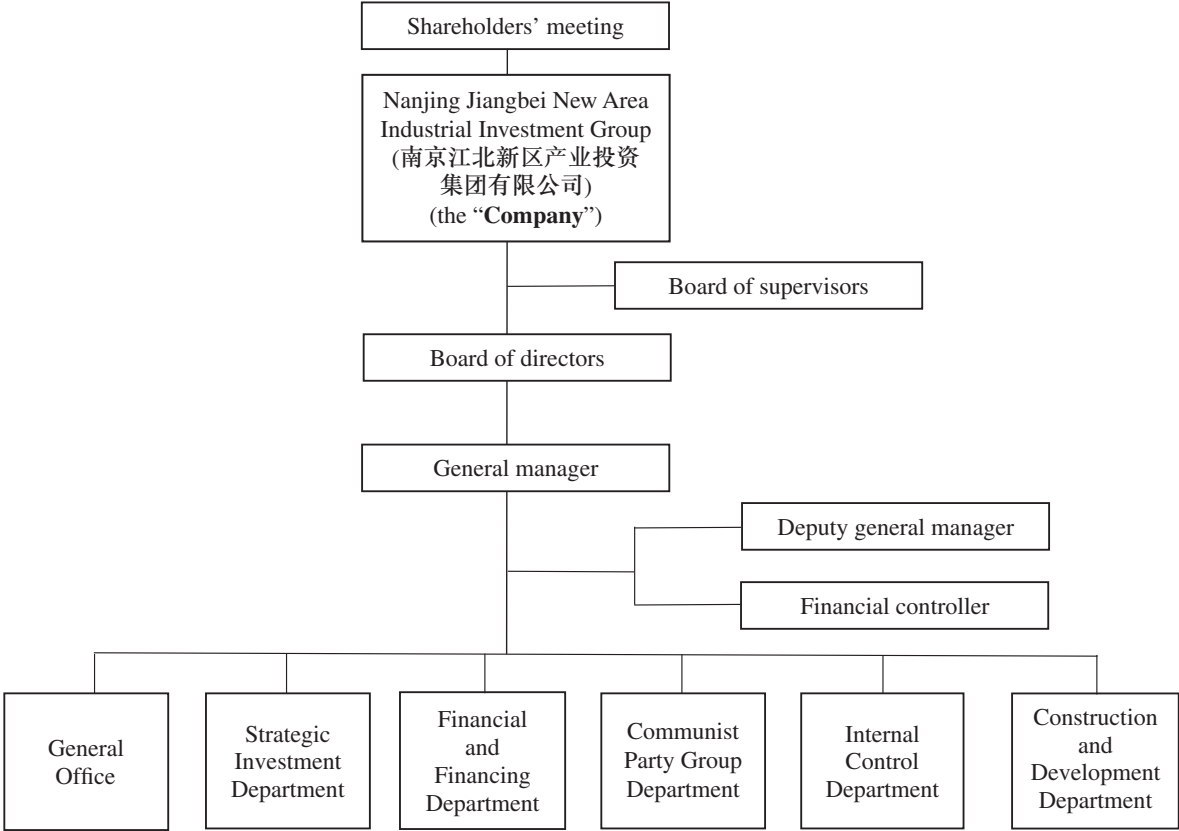 Shareholders’ meeting
Nanjing Jiangbei New Area
Industrial Investment Group
(南京江北新区产业投资
集团有限公司)
(the “Company”)
Board of supervisors
Board of directors
General manager
Deputy general manager
Financial controller
General
Office
Strategic
Investment
Department
Financial
and
Financing
Department
Communist
Party Group
Department
Internal
Control
Department
Construction
and
Development
Department